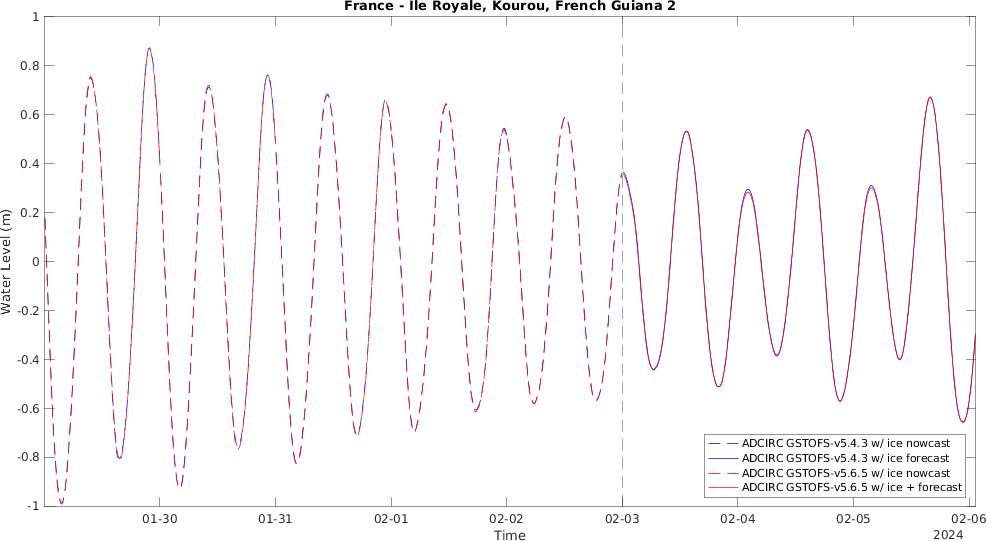 France - Ile Royale, Kourou, French Guiana 2
Water Level (m)
1
0.8
0.6
0.4
0.2
0
-0.2
-0.4
-0.6
-0.8
-1
ADCIRC GSTOFS-v5.4.3 w/ ice nowcast
ADCIRC GSTOFS-v5.4.3 w/ ice forecast
ADCIRC GSTOFS-v5.6.5 w/ ice nowcast
ADCIRC GSTOFS-v5.6.5 w/ ice + forecast
01-30 01-31 02-01 02-02 02-03 02-04 02-05 02-06
Time
2024